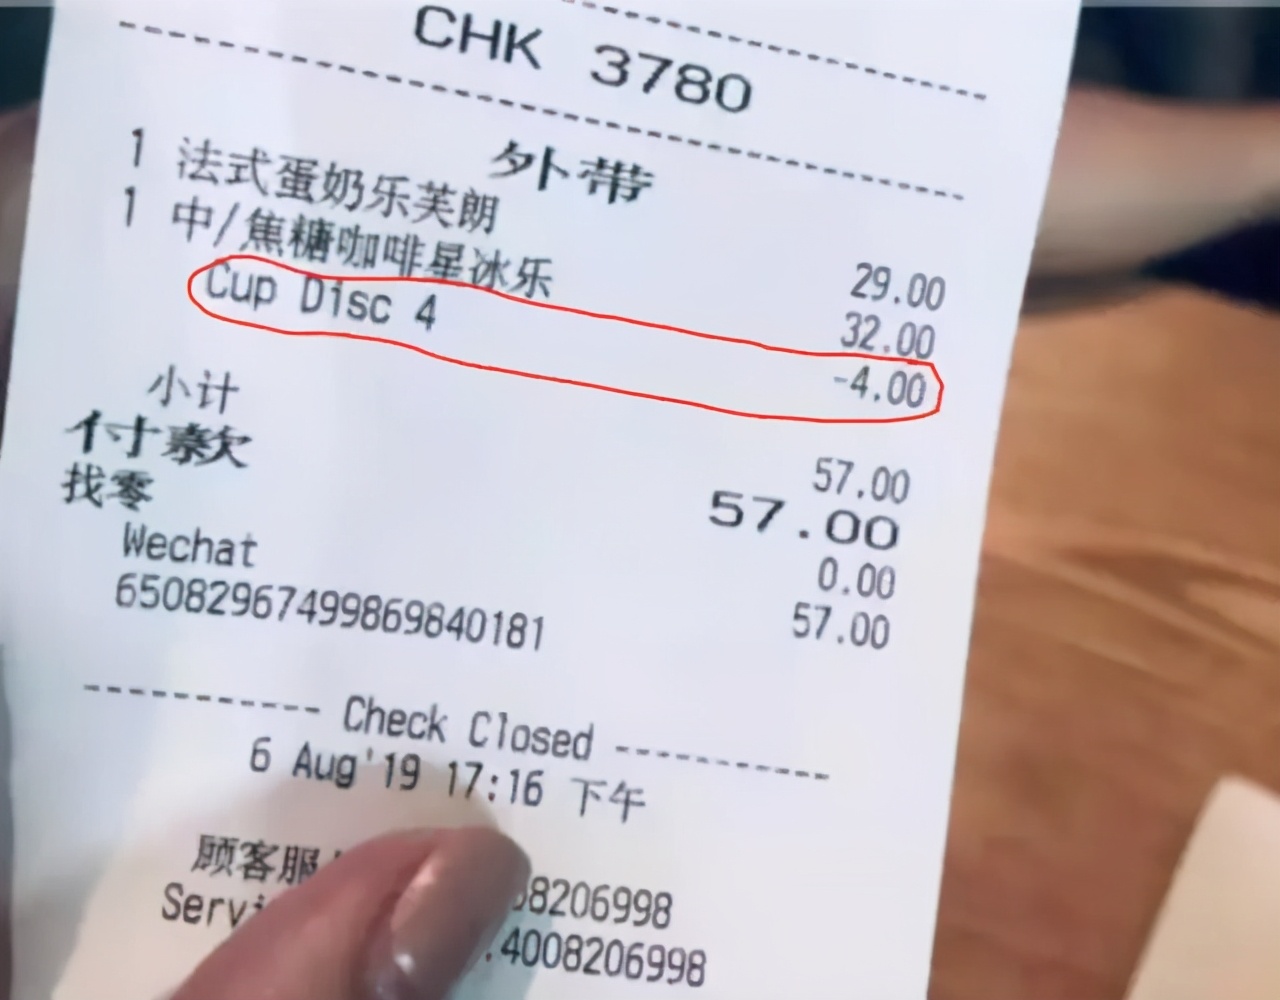 CHK 3780
外带
1 法式蛋奶乐芙朗 29.00
1 中/焦糖咖啡星冰乐 32.00
Cup Disc 4 -4.00
小计 57.00
付款 57.00
找零 0.00
Wechat 57.00
65082967499869840181
Check Closed
6 Aug'19 17:16 下午
顾客服 8206998
Servi .4008206998